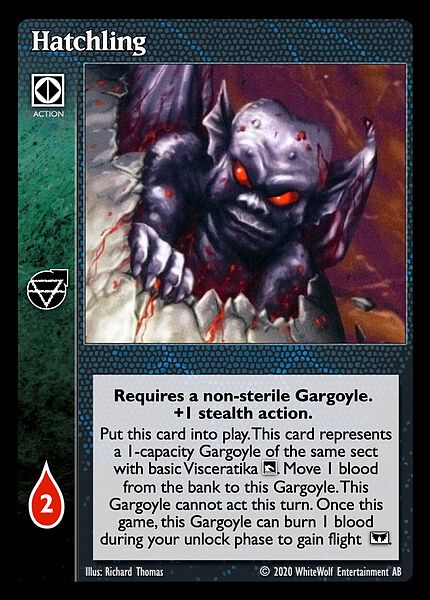 Hatchling
ACTION
Requires a non-sterile Gargoyle.
+1 stealth action.
Put this card into play. This card represents
a 1-capacity Gargoyle of the same sect
with basic Visceratika . Move 1 blood
from the bank to this Gargoyle. This
Gargoyle cannot act this turn. Once this
game, this Gargoyle can burn 1 blood
during your unlock phase to gain flight .
2
Illus: Richard Thomas © 2020 WhiteWolf Entertainment AB